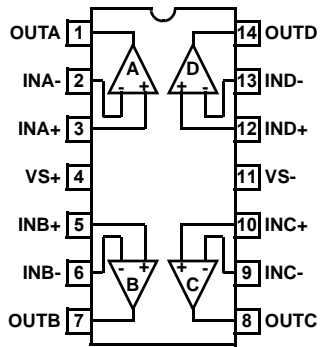 OUTA 1 14 OUTD
A D
INA- 2 13 IND-
- + + -
INA+ 3 12 IND+
VS+ 4 11 VS-
INB+ 5 10 INC+
- + + -
INB- 6 9 INC-
B C
OUTB 7 8 OUTC